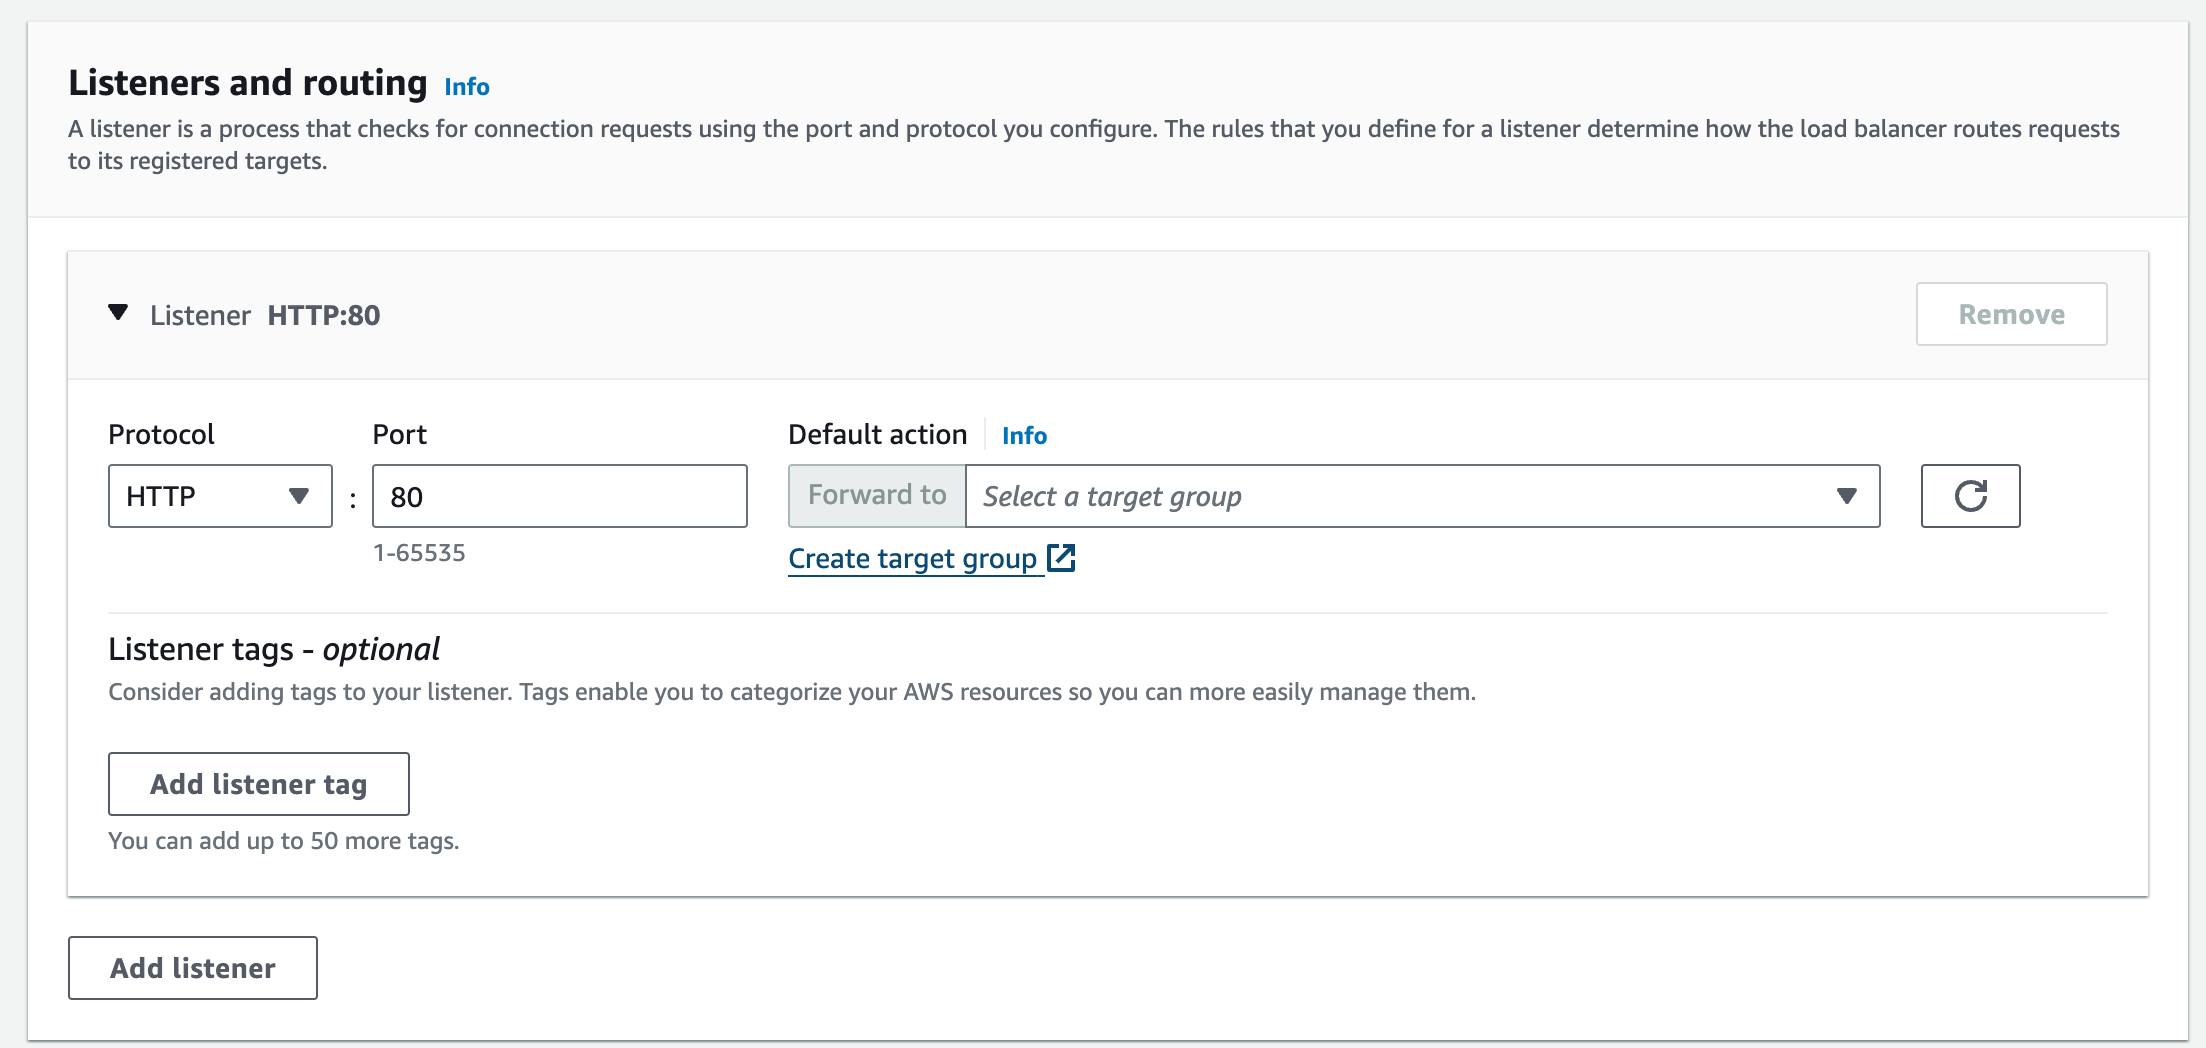 Listeners and routing Info
A listener is a process that checks for connection requests using the port and protocol you configure. The rules that you define for a listener determine how the load balancer routes requests
to its registered targets.
Listener HTTP:80
Remove
Protocol
Port
Default action
Info
HTTP
:
80
Forward to
Select a target group
1-65535
Create target group
Listener tags - optional
Consider adding tags to your listener. Tags enable you to categorize your AWS resources so you can more easily manage them.
Add listener tag
You can add up to 50 more tags.
Add listener